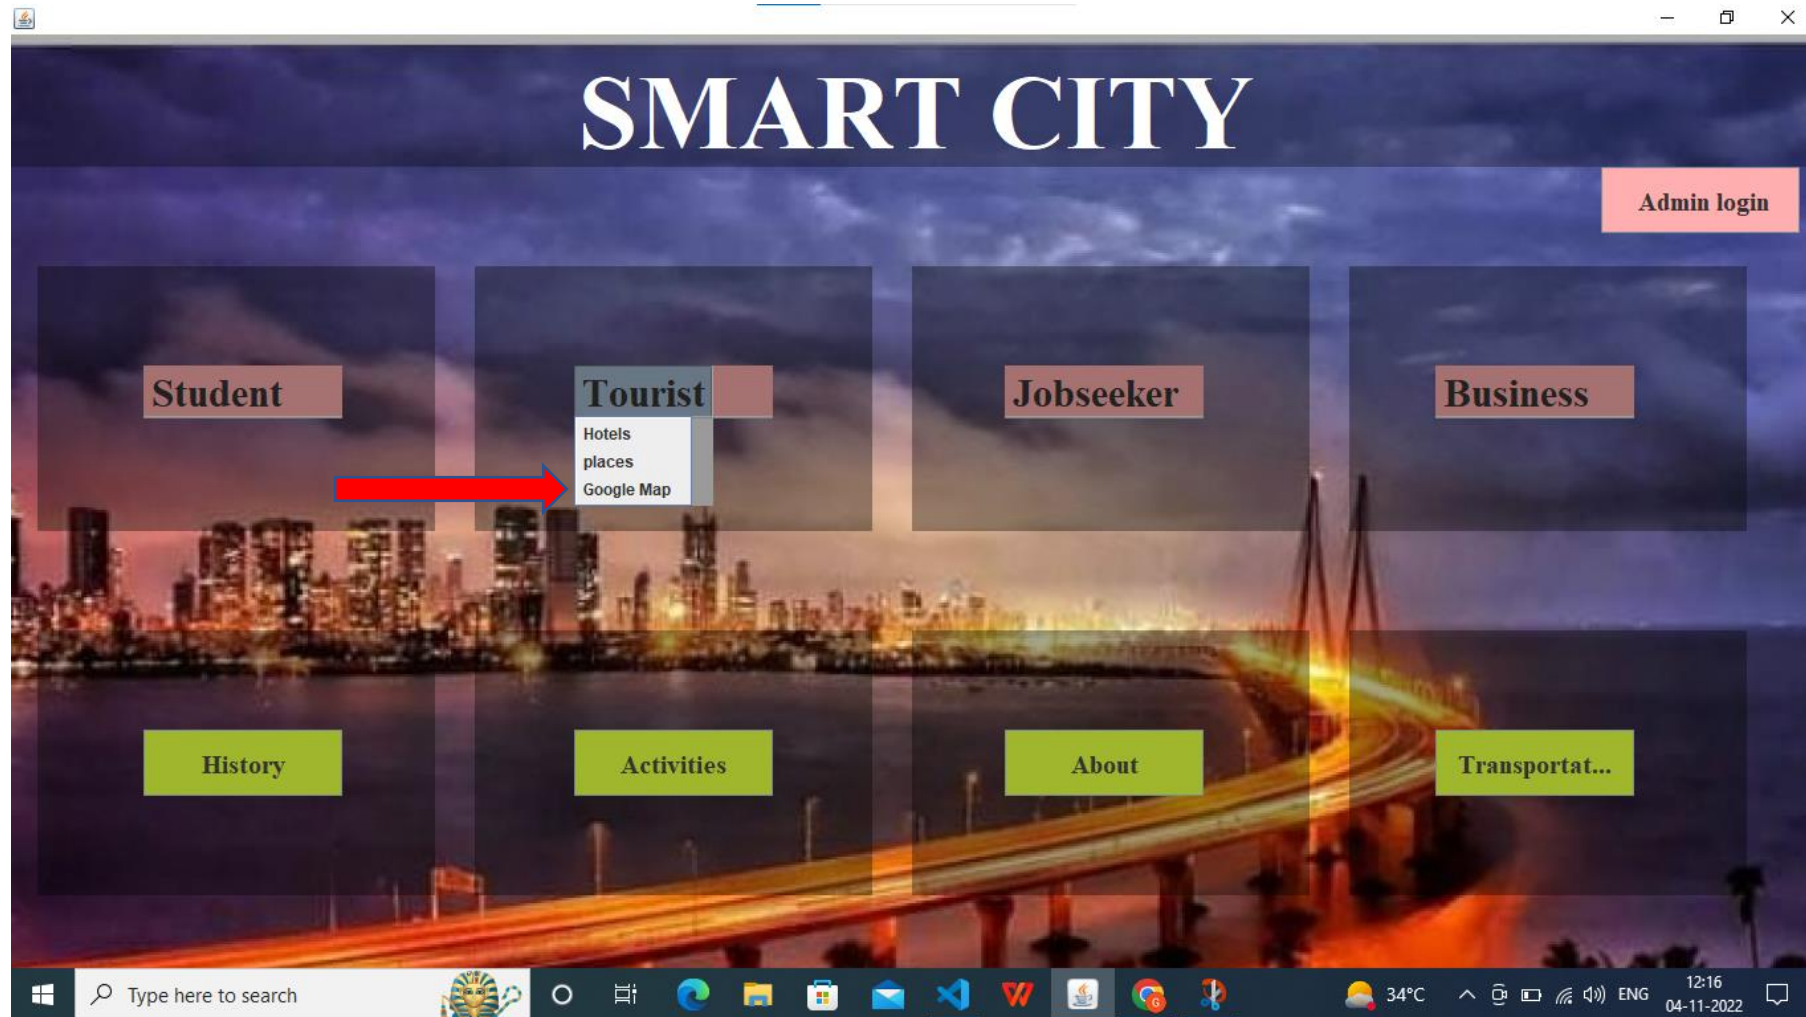 SMART CITY
Admin login
Student
Tourist
Jobseeker
Business
Hotels
places
Google Map
History
Activities
About
Transportat...
Type here to search
34°C
ENG
12:16
04-11-2022